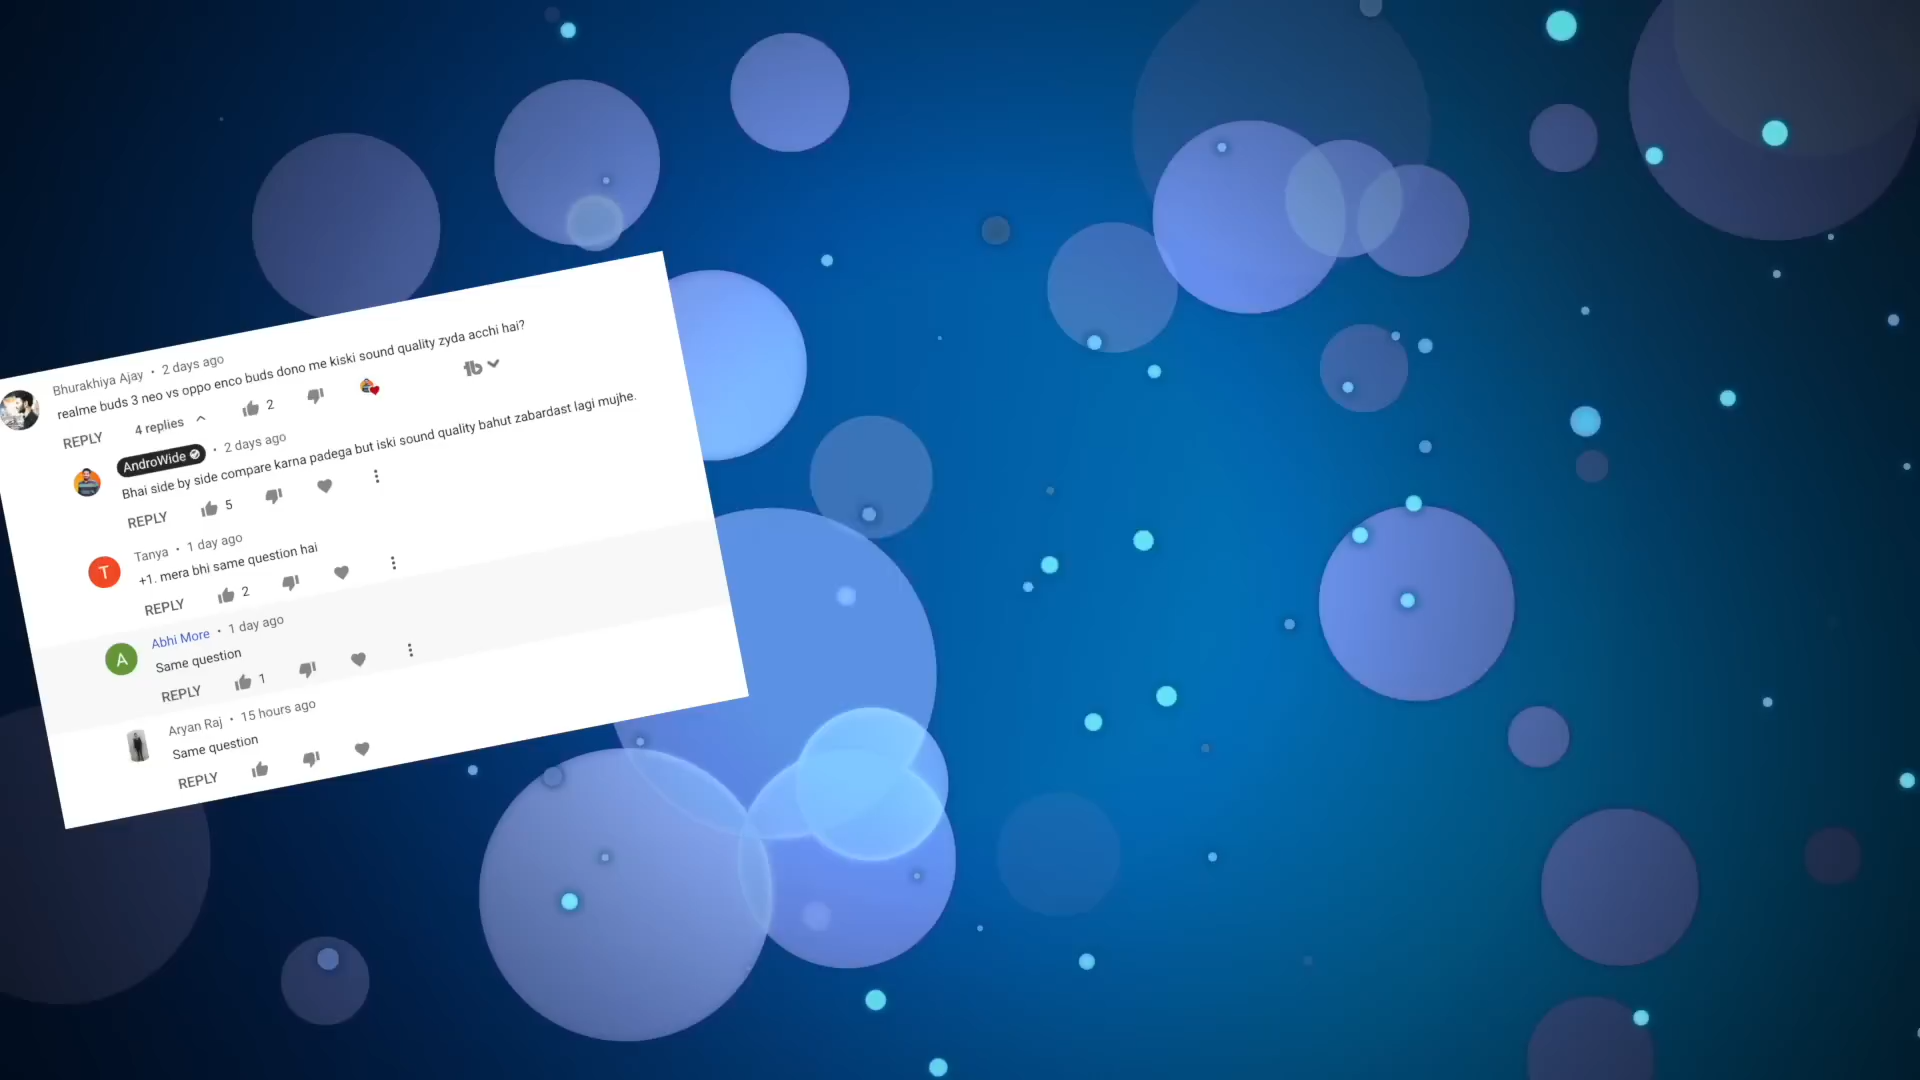 Bhurakhiya Ajay • 2 days ago
realme buds 3 neo vs oppo enco buds dono me kiski sound quality zyda acchi hai?
REPLY 4 replies 2
AndroWide • 2 days ago
Bhai side by side compare karna padega but iski sound quality bahut zabardast lagi mujhe.
REPLY 5
T
Tanya • 1 day ago
+1. mera bhi same question hai
REPLY 2
A
Abhi More • 1 day ago
Same question
REPLY 1
Aryan Raj • 15 hours ago
Same question
REPLY